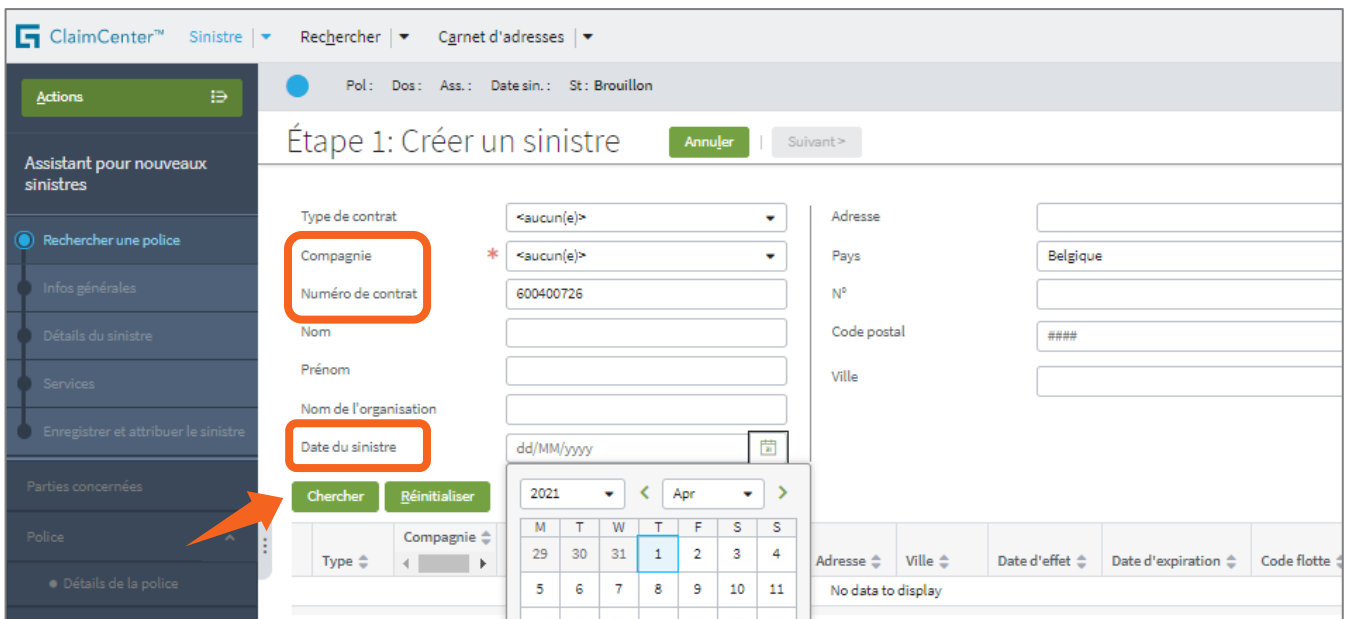 ClaimCenter™ Sinistre Rechercher Carnet d'adresses
Actions
Pol : Dos : Ass. : Date sin. : St : Brouillon
Étape 1: Créer un sinistre Annuler Suivant >
Assistant pour nouveaux
sinistres
Rechercher une police
Infos générales
Détails du sinistre
Services
Enregistrer et attribuer le sinistre
Parties concernées
Police
Détails de la police
Type de contrat <aucun(e)>
Compagnie * <aucun(e)>
Numéro de contrat 600400726
Nom
Prénom
Nom de l'organisation
Date du sinistre dd/MM/yyyy
Adresse
Pays Belgique
N°
Code postal ####
Ville
Chercher Réinitialiser
2021 Apr
M T W T F S S
29 30 31 1 2 3 4
5 6 7 8 9 10 11
Type Compagnie Adresse Ville Date d'effet Date d'expiration Code flotte
No data to display